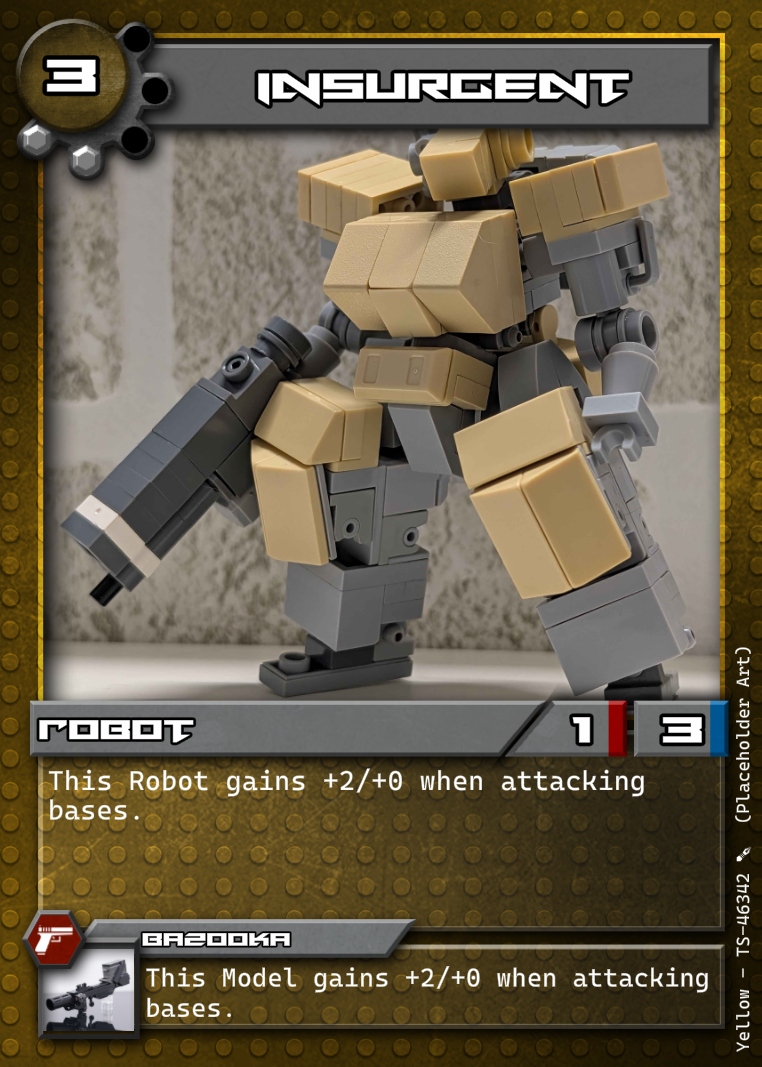 3
INSURGENT
ROBOT
1
3
This Robot gains +2/+0 when attacking
bases.
BAZOOKA
This Model gains +2/+0 when attacking
bases.
Yellow – TS-46342 (Placeholder Art)